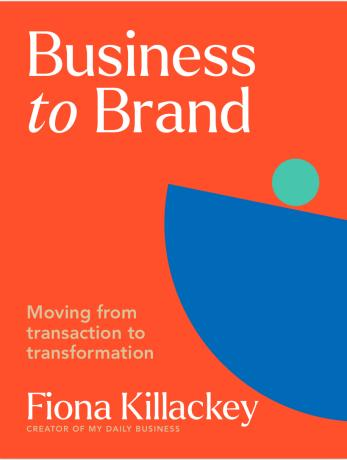 Business
to Brand
Moving from
transaction to
transformation
Fiona Killackey
CREATOR OF MY DAILY BUSINESS